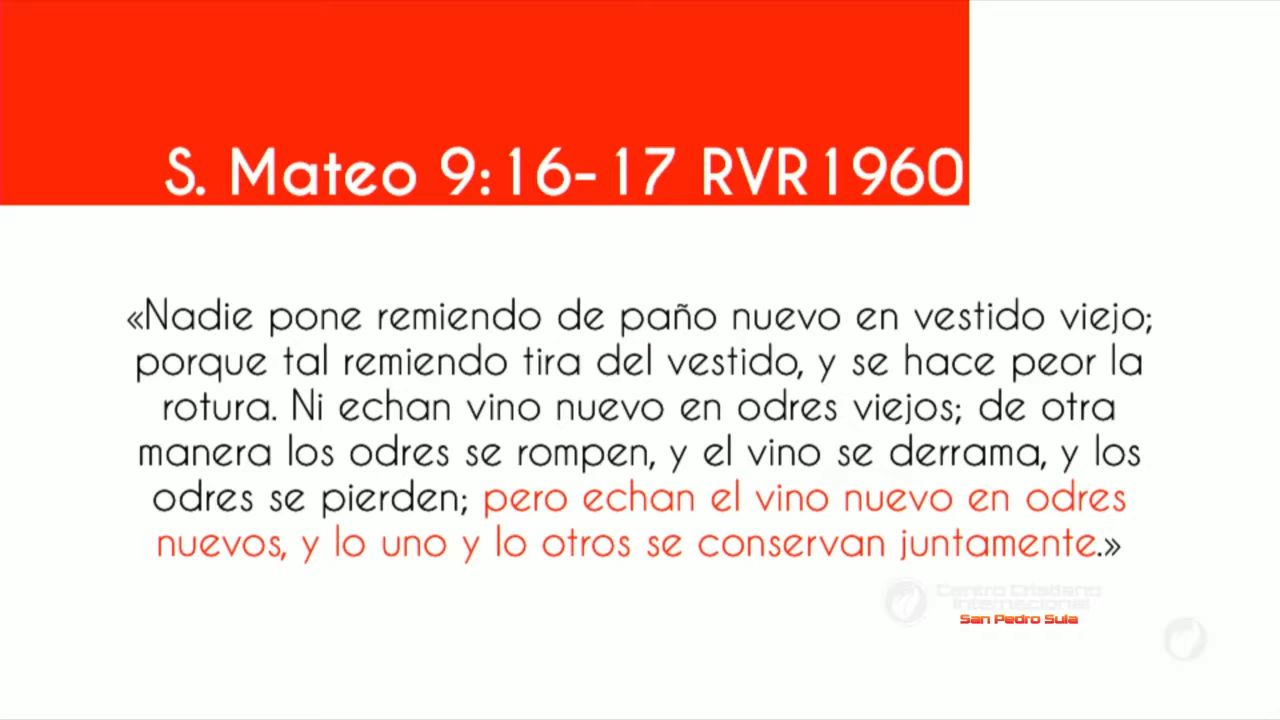 S. Mateo 9:16-17 RVR1960
«Nadie pone remiendo de paño nuevo en vestido viejo;
porque tal remiendo tira del vestido, y se hace peor la
rotura. Ni echan vino nuevo en odres viejos; de otra
manera los odres se rompen, y el vino se derrama, y los
odres se pierden; pero echan el vino nuevo en odres
nuevos, y lo uno y lo otros se conservan juntamente.»
Centro Cristiano
Internacional
San Pedro Sula